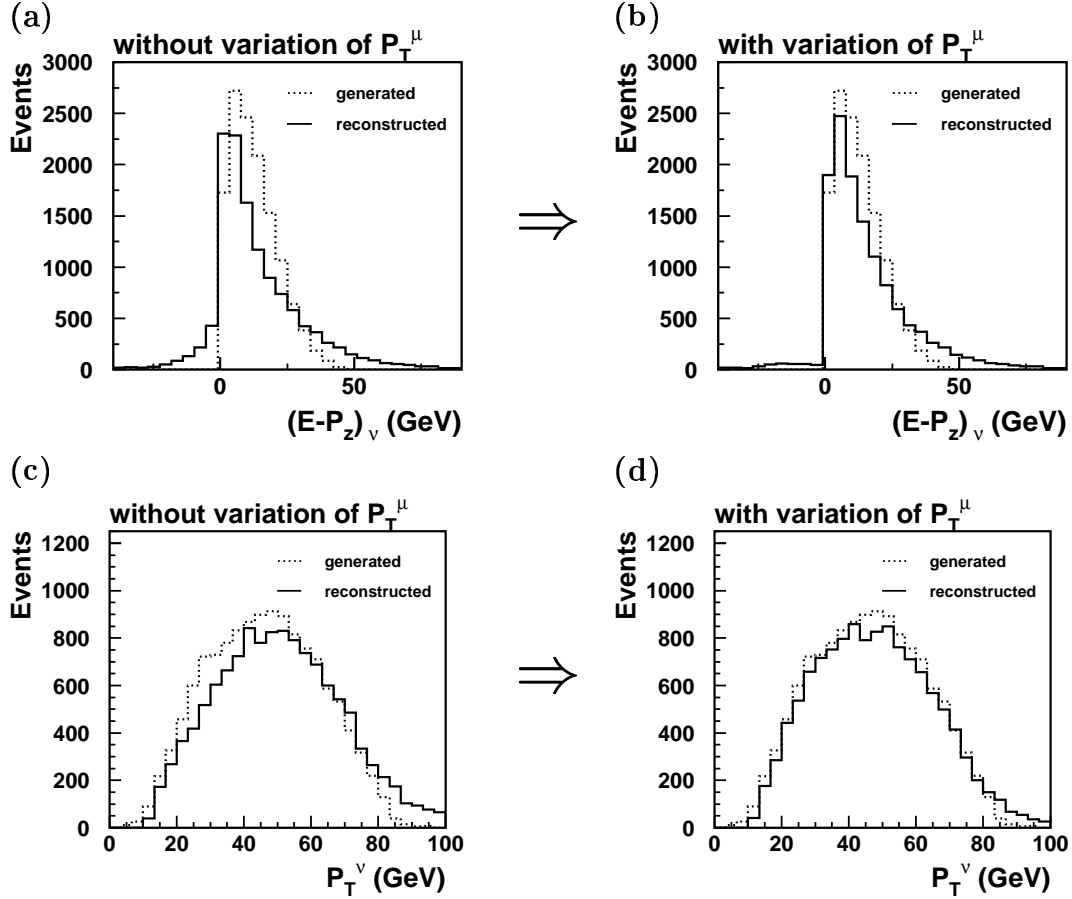 (a)
without variation of P_T^μ
Events
3000
2500
2000
1500
1000
500
0
generated
reconstructed
0 50
(E-P_z)_ν (GeV)
⇒
(b)
with variation of P_T^μ
Events
3000
2500
2000
1500
1000
500
0
generated
reconstructed
0 50
(E-P_z)_ν (GeV)
(c)
without variation of P_T^μ
Events
1200
1000
800
600
400
200
0
generated
reconstructed
0 20 40 60 80 100
P_T^ν (GeV)
⇒
(d)
with variation of P_T^μ
Events
1200
1000
800
600
400
200
0
generated
reconstructed
0 20 40 60 80 100
P_T^ν (GeV)